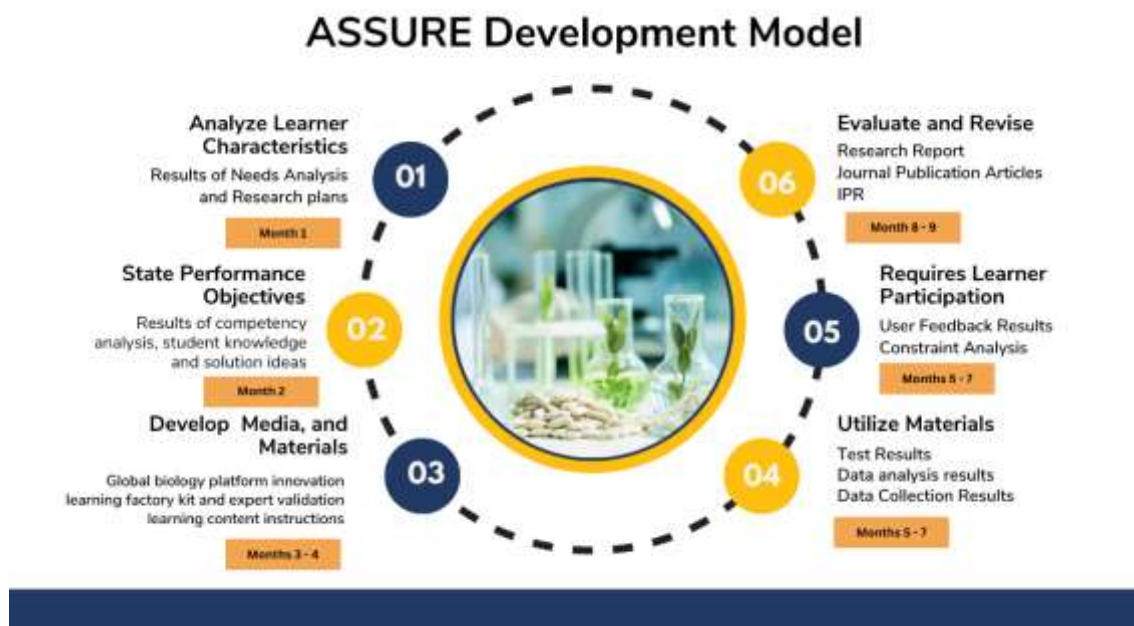 ASSURE Development Model
Analyze Learner
Characteristics
Results of Needs Analysis
and Research plans
Month 1
01
State Performance
Objectives
Results of competency
analysis, student knowledge
and solution ideas
Month 2
02
Develop Media, and
Materials
Global biology platform innovation
learning factory kit and expert validation
learning content instructions
Months 3 - 4
03
Utilize Materials
Test Results
Data analysis results
Data Collection Results
Months 5 - 7
04
Requires Learner
Participation
User Feedback Results
Constraint Analysis
Months 5 - 7
05
Evaluate and Revise
Research Report
Journal Publication Articles
IPR
Month 8 - 9
06